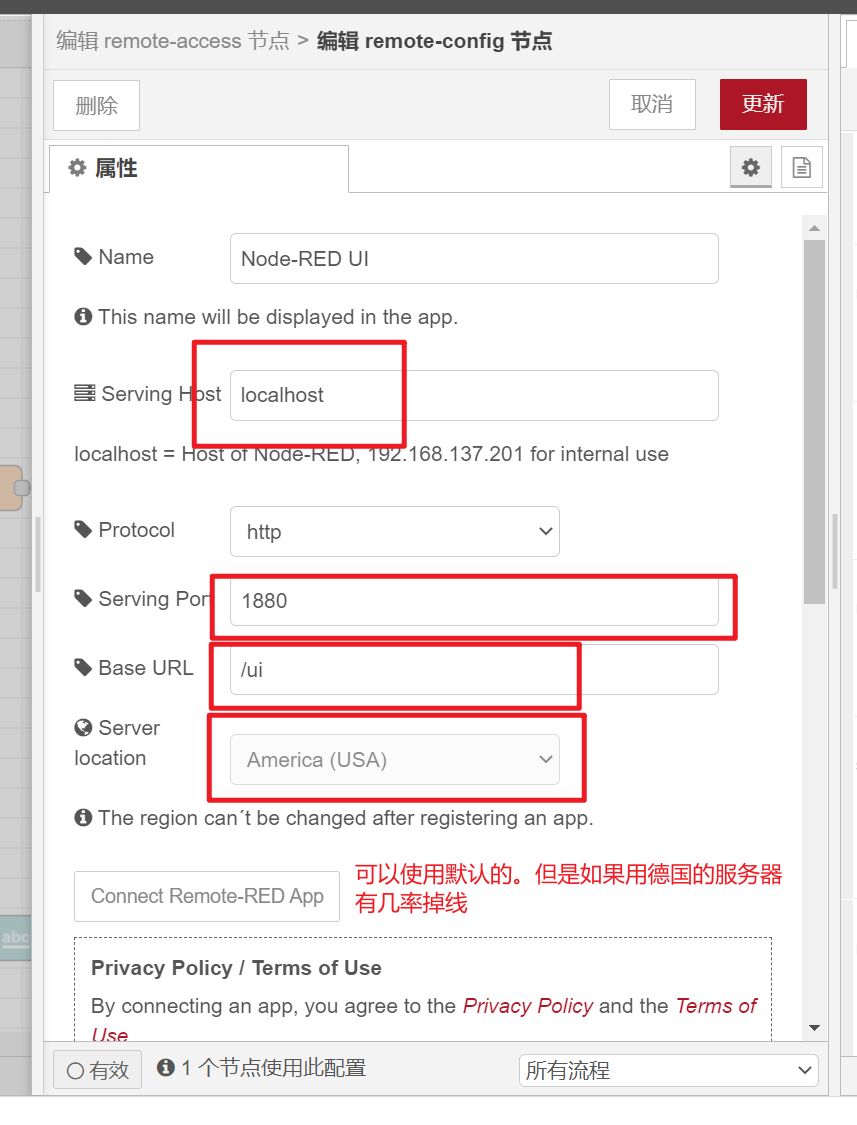 编辑 remote-access 节点 > 编辑 remote-config 节点
删除
取消
更新
属性
Name
Node-RED UI
This name will be displayed in the app.
Serving Host
localhost
localhost = Host of Node-RED, 192.168.137.201 for internal use
Protocol
http
Serving Port
1880
Base URL
/ui
Server
location
America (USA)
The region can´t be changed after registering an app.
可以使用默认的。但是如果用德国的服务器
有几率掉线
Connect Remote-RED App
Privacy Policy / Terms of Use
By connecting an app, you agree to the Privacy Policy and the Terms of
Use
abc
有效
1 个节点使用此配置
所有流程